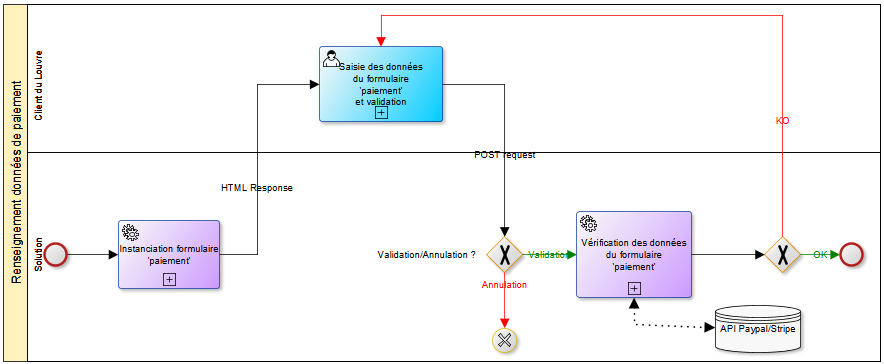 Renseignement données de paiement
Client du Louvre
Saisie des données
du formulaire
'paiement'
et validation
KO
POST request
HTML Response
Solution
Instanciation formulaire
'paiement'
Validation/Annulation ?
Validation
Vérification des données
du formulaire
'paiement'
OK
Annulation
API Paypal/Stripe